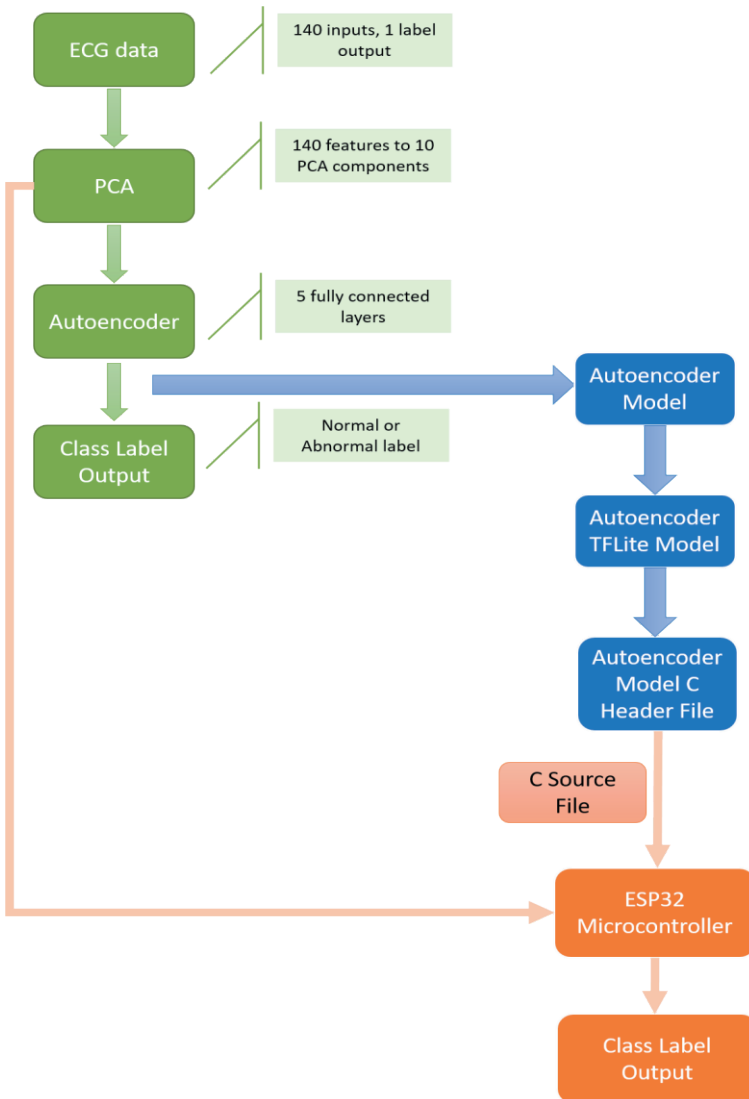 ECG data
140 inputs, 1 label
output
PCA
140 features to 10
PCA components
Autoencoder
5 fully connected
layers
Class Label
Output
Normal or
Abnormal label
Autoencoder
Model
Autoencoder
TFLite Model
Autoencoder
Model C
Header File
C Source
File
ESP32
Microcontroller
Class Label
Output